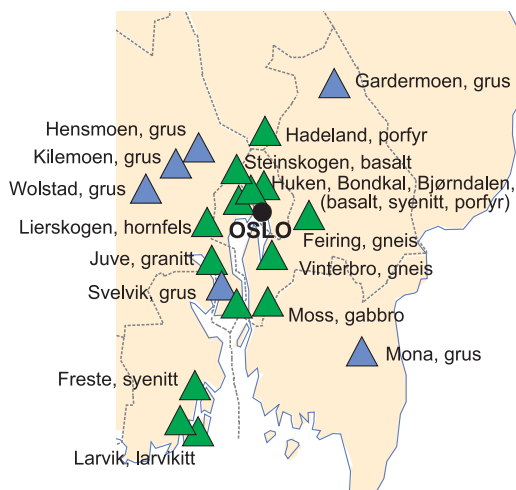 Gardermoen, grus
Hensmoen, grus
Hadeland, porfyr
Kilemoen, grus
Steinskogen, basalt
Wolstad, grus
Huken, Bondkal, Bjørndalen,
(basalt, syenitt, porfyr)
Lierskogen, hornfels
OSLO
Feiring, gneis
Juve, granitt
Vinterbro, gneis
Svelvik, grus
Moss, gabbro
Mona, grus
Freste, syenitt
Larvik, larvikitt